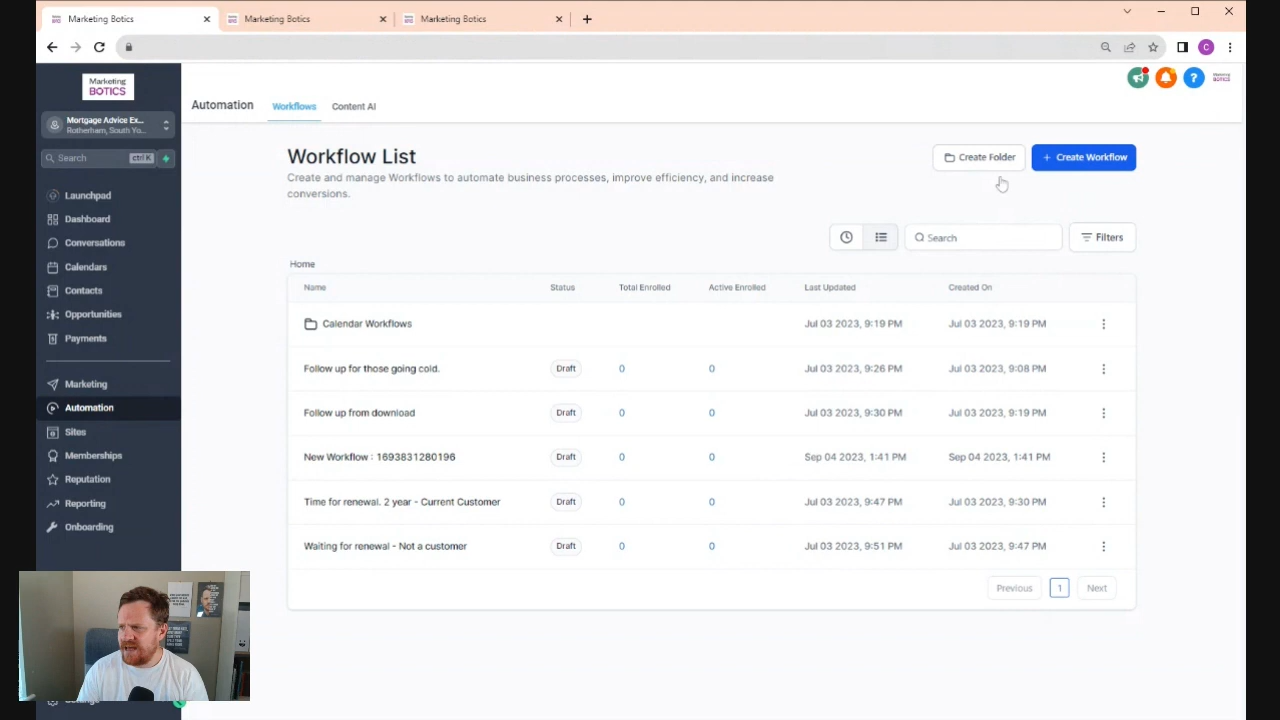 Marketing Botics
Marketing Botics
Marketing Botics
Marketing
BOTICS
Mortgage Advice Ex...
Rotherham, South Yo...
Search
ctrl K
Launchpad
Dashboard
Conversations
Calendars
Contacts
Opportunities
Payments
Marketing
Automation
Sites
Memberships
Reputation
Reporting
Onboarding
Automation
Workflows
Content AI
C
?
Marketing
BOTICS
Workflow List
Create and manage Workflows to automate business processes, improve efficiency, and increase
conversions.
Create Folder
+ Create Workflow
Search
Filters
Home
Name Status Total Enrolled Active Enrolled Last Updated Created On
Calendar Workflows Jul 03 2023, 9:19 PM Jul 03 2023, 9:19 PM
Follow up for those going cold. Draft 0 0 Jul 03 2023, 9:26 PM Jul 03 2023, 9:08 PM
Follow up from download Draft 0 0 Jul 03 2023, 9:30 PM Jul 03 2023, 9:19 PM
New Workflow : 1693831280196 Draft 0 0 Sep 04 2023, 1:41 PM Sep 04 2023, 1:41 PM
Time for renewal. 2 year - Current Customer Draft 0 0 Jul 03 2023, 9:47 PM Jul 03 2023, 9:30 PM
Waiting for renewal - Not a customer Draft 0 0 Jul 03 2023, 9:51 PM Jul 03 2023, 9:47 PM
Previous 1 Next